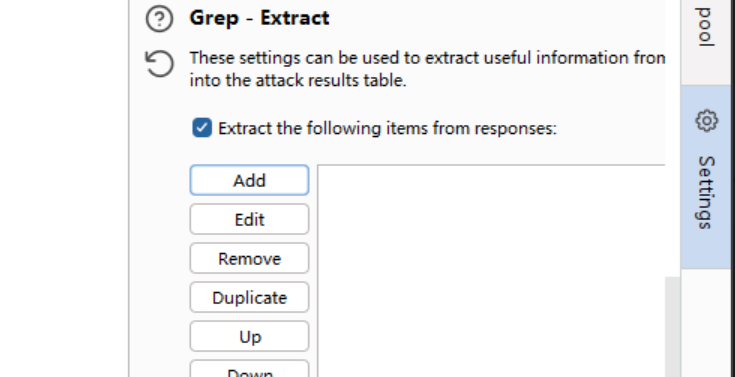 Grep - Extract
These settings can be used to extract useful information from
into the attack results table.
Extract the following items from responses:
Add
Edit
Remove
Duplicate
Up
Down
pool
Settings